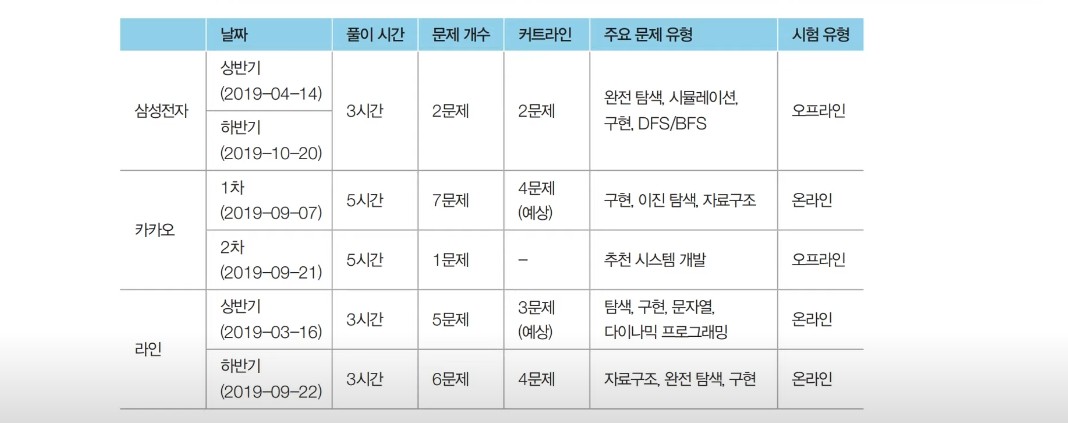 날짜 풀이 시간 문제 개수 커트라인 주요 문제 유형 시험 유형
삼성전자
상반기
(2019-04-14)
하반기
(2019-10-20)
3시간
2문제
2문제
완전 탐색, 시뮬레이션,
구현, DFS/BFS
오프라인
카카오
1차
(2019-09-07)
5시간
7문제
4문제
(예상)
구현, 이진 탐색, 자료구조
온라인
2차
(2019-09-21)
5시간
1문제
–
추천 시스템 개발
오프라인
라인
상반기
(2019-03-16)
3시간
5문제
3문제
(예상)
탐색, 구현, 문자열,
다이나믹 프로그래밍
온라인
하반기
(2019-09-22)
3시간
6문제
4문제
자료구조, 완전 탐색, 구현
온라인